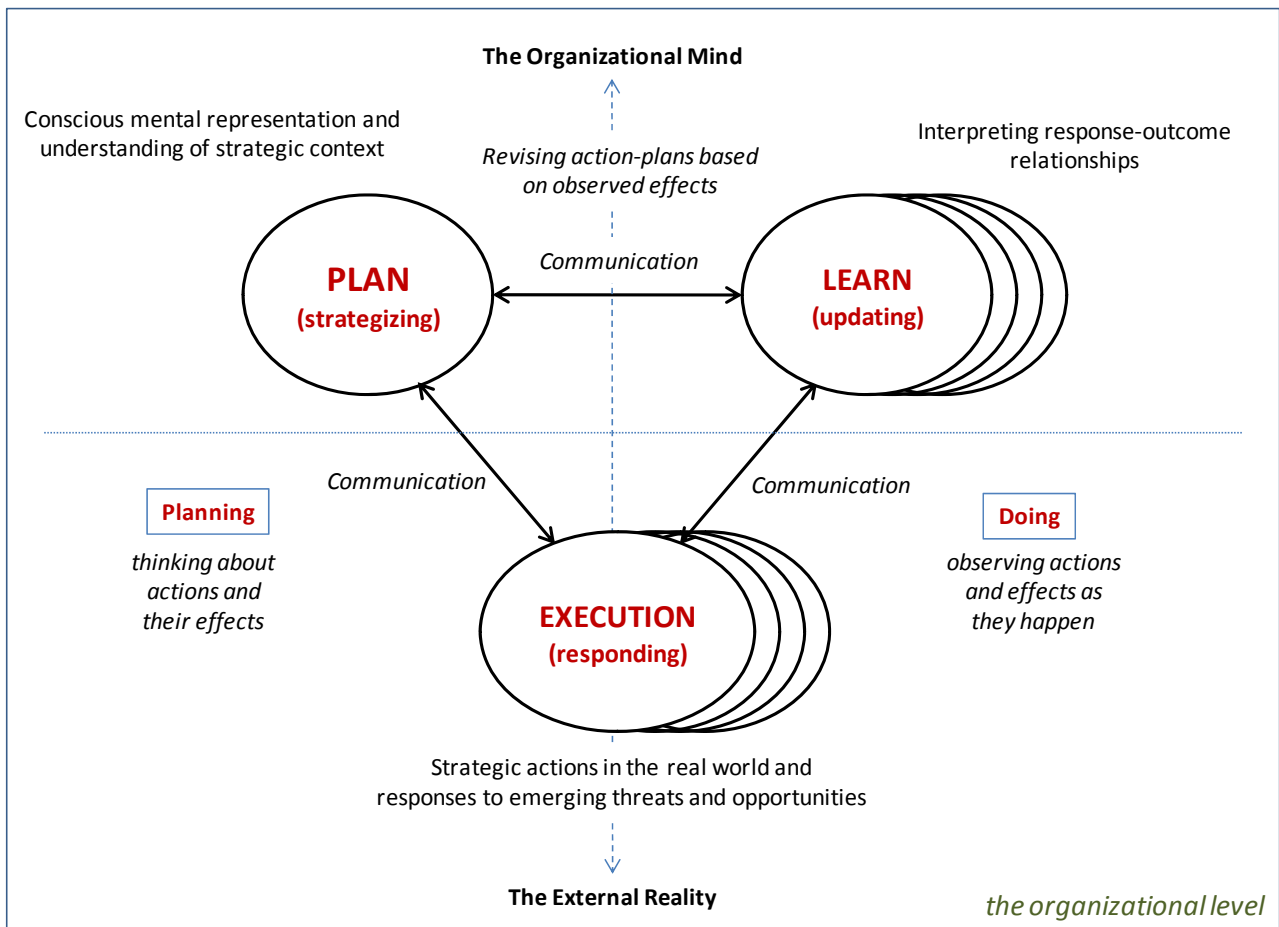 The Organizational Mind
Conscious mental representation and
understanding of strategic context
Revising action-plans based
on observed effects
Interpreting response-outcome
relationships
PLAN
(strategizing)
Communication
LEARN
(updating)
Communication
Communication
Planning
thinking about
actions and
their effects
Doing
observing actions
and effects as
they happen
EXECUTION
(responding)
Strategic actions in the real world and
responses to emerging threats and opportunities
The External Reality
the organizational level